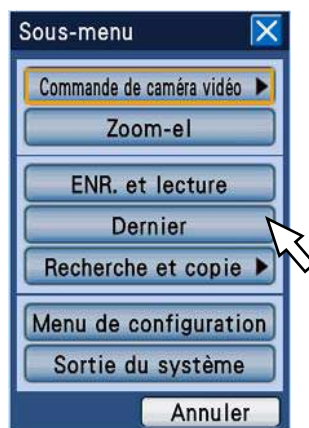 Sous-menu
Commande de caméra vidéo
Zoom-el
ENR. et lecture
Dernier
Recherche et copie
Menu de configuration
Sortie du système
Annuler